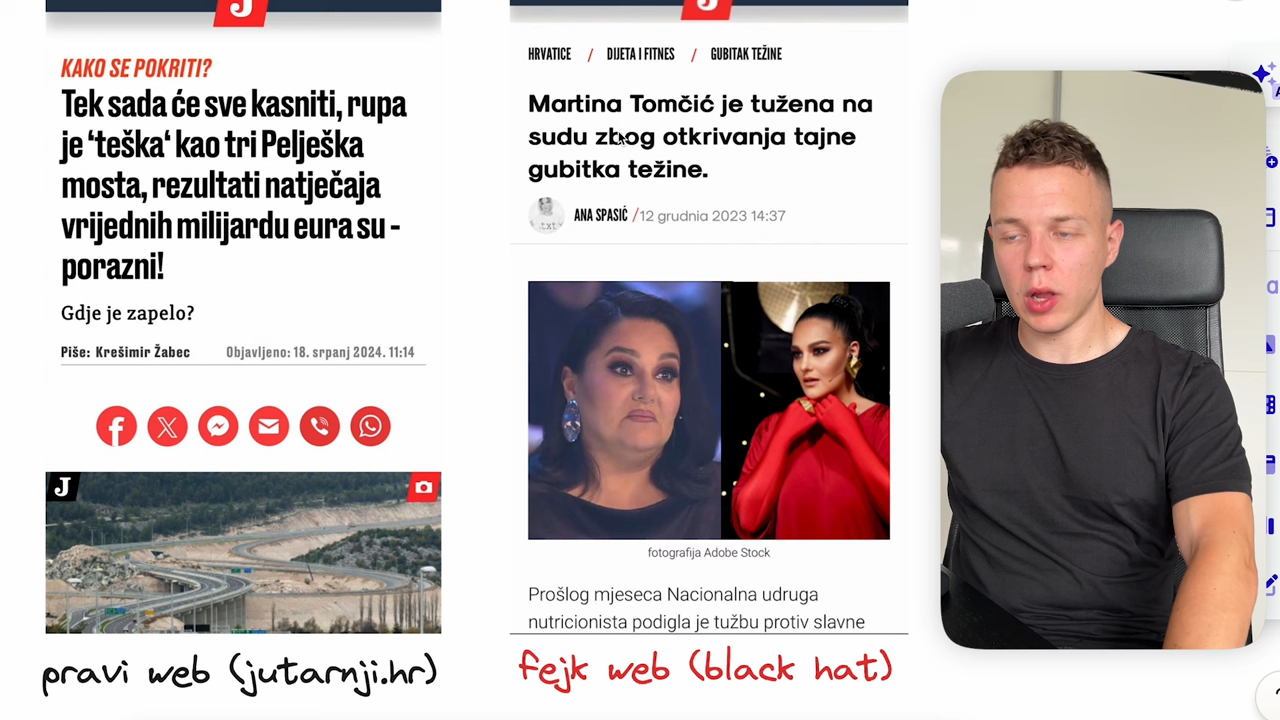 J
KAKO SE POKRITI?
Tek sada će sve kasniti, rupa
je ‘teška‘ kao tri Pelješka
mosta, rezultati natječaja
vrijednih milijardu eura su -
porazni!
Gdje je zapelo?
Piše: Krešimir Žabec
Objavljeno: 18. srpanj 2024. 11:14
J
pravi web (jutarnji.hr)
J
HRVATICE / DIJETA I FITNES / GUBITAK TEŽINE
Martina Tomčić je tužena na
sudu zbog otkrivanja tajne
gubitka težine.
.txt
ANA SPASIĆ / 12 grudnia 2023 14:37
fotografija Adobe Stock
Prošlog mjeseca Nacionalna udruga
nutricionista podigla je tužbu protiv slavne
fejk web (black hat)